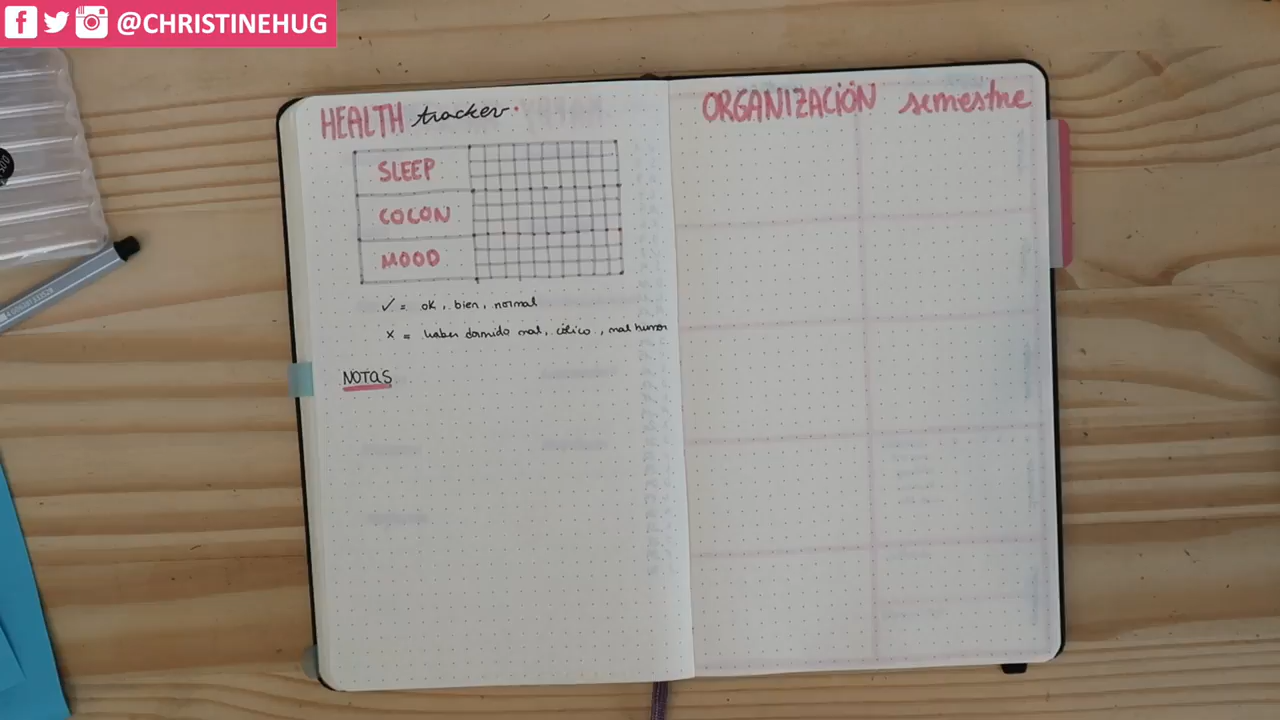 @CHRISTINEHUG
HEALTH tracker.
SLEEP
COLON
MOOD
✓ = ok, bien, normal
x = haber dormido mal, cólico, mal humor
NOTAS
ORGANIZACIÓN semestre